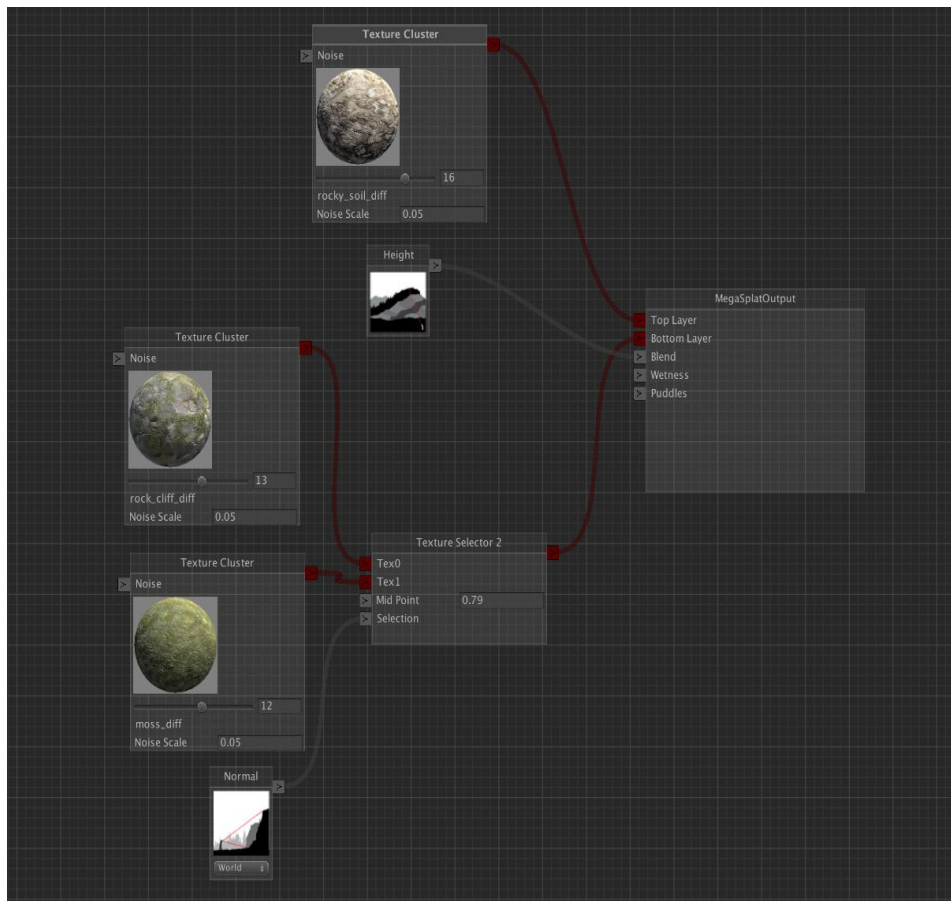 Texture Cluster
Noise
16
rocky_soil_diff
Noise Scale 0.05
Height
MegaSplatOutput
Top Layer
Bottom Layer
Blend
Wetness
Puddles
Texture Cluster
Noise
13
rock_cliff_diff
Noise Scale 0.05
Texture Selector 2
Tex0
Tex1
Mid Point 0.79
Selection
Texture Cluster
Noise
12
moss_diff
Noise Scale 0.05
Normal
World